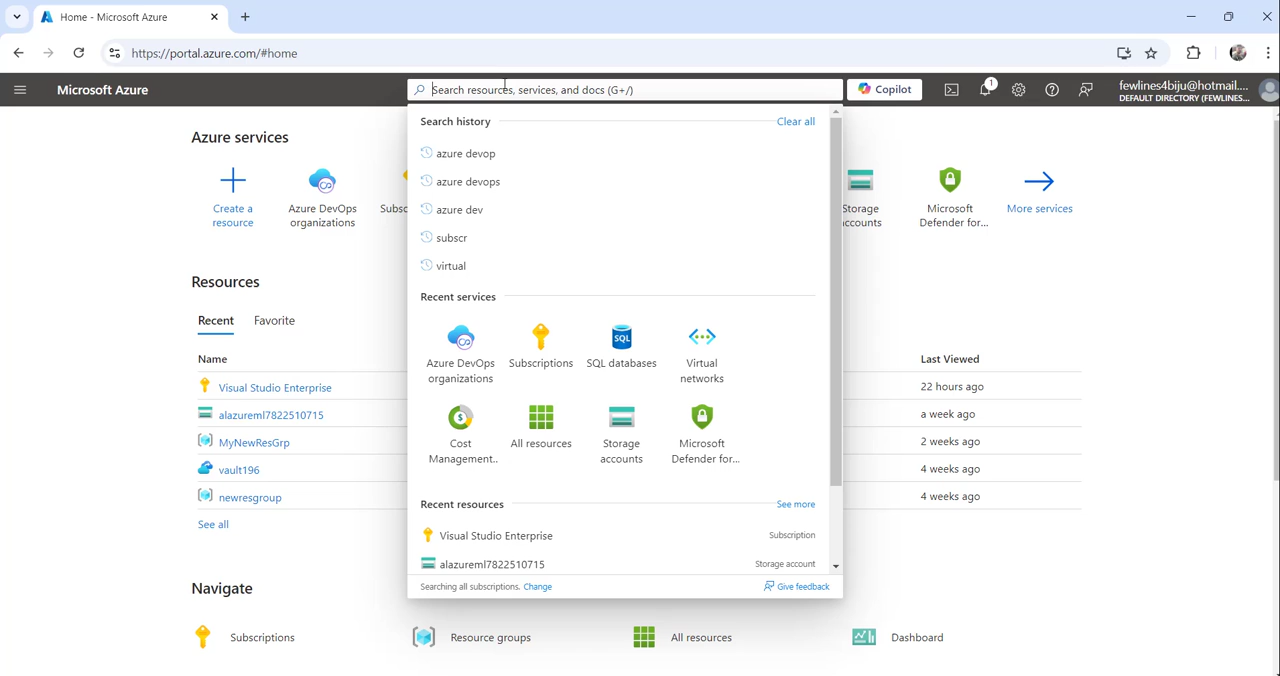 Home - Microsoft Azure
https://portal.azure.com/#home
Microsoft Azure
Search resources, services, and docs (G+/)
Copilot
1
fewlines4biju@hotmail....
DEFAULT DIRECTORY (FEWLINES...
Azure services
Create a
resource
Azure DevOps
organizations
Subsc
Storage
accounts
Microsoft
Defender for...
More services
Search history
Clear all
azure devop
azure devops
azure dev
subscr
virtual
Recent services
Azure DevOps
organizations
Subscriptions
SQL databases
Virtual
networks
Cost
Management..
All resources
Storage
accounts
Microsoft
Defender for...
Recent resources
See more
Visual Studio Enterprise
Subscription
alazureml7822510715
Storage account
Searching all subscriptions. Change
Give feedback
Resources
Recent
Favorite
Name
Last Viewed
Visual Studio Enterprise
22 hours ago
alazureml7822510715
a week ago
MyNewResGrp
2 weeks ago
vault196
4 weeks ago
newresgroup
4 weeks ago
See all
Navigate
Subscriptions
Resource groups
All resources
Dashboard